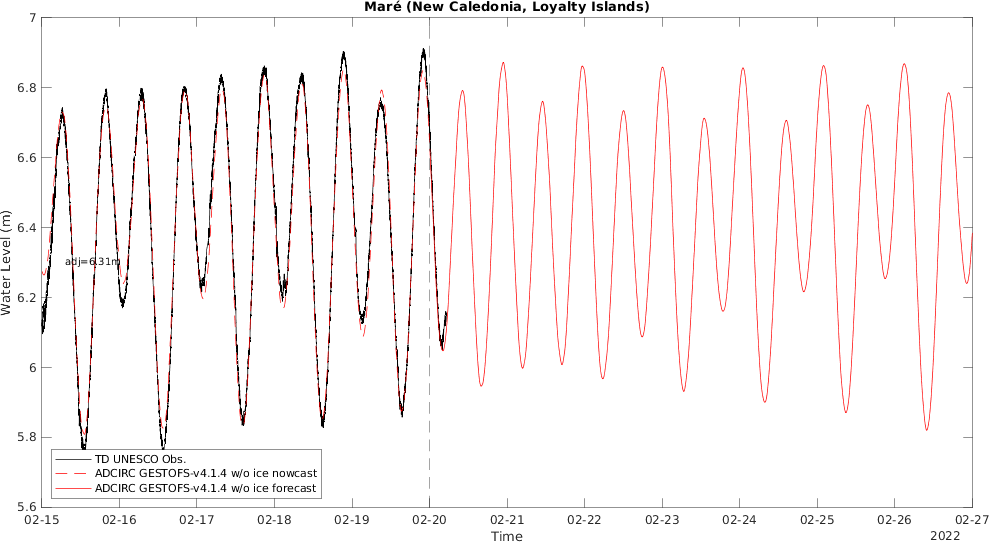 Maré (New Caledonia, Loyalty Islands)
7
6.8
6.6
6.4
6.2
6
5.8
5.6
Water Level (m)
adj=6.31m
TD UNESCO Obs.
ADCIRC GESTOFS-v4.1.4 w/o ice nowcast
ADCIRC GESTOFS-v4.1.4 w/o ice forecast
02-15 02-16 02-17 02-18 02-19 02-20 02-21 02-22 02-23 02-24 02-25 02-26 02-27
Time
2022